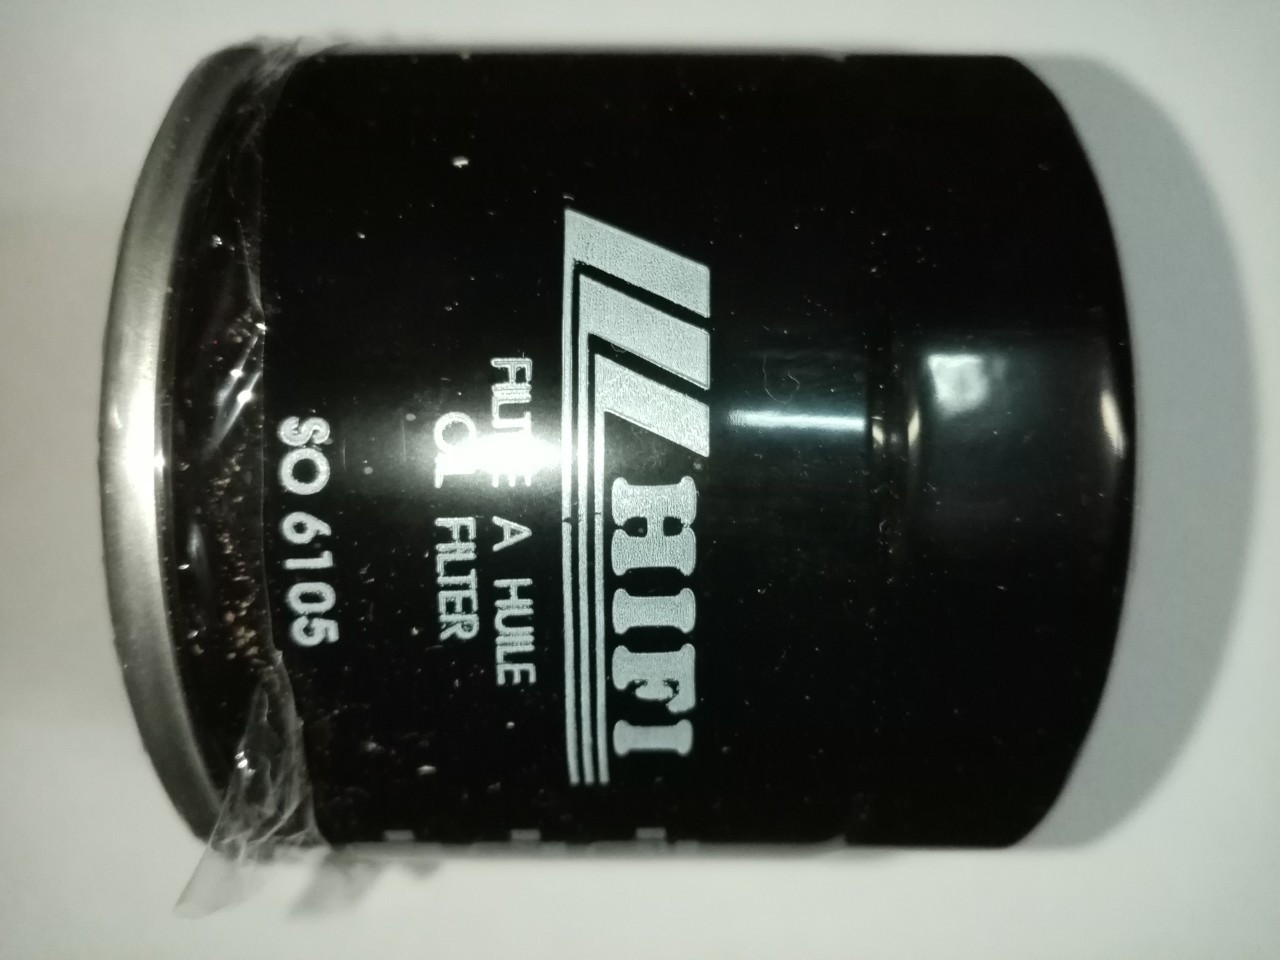 HIFI
FILTRE A HUILE
OIL FILTER
SO 6105